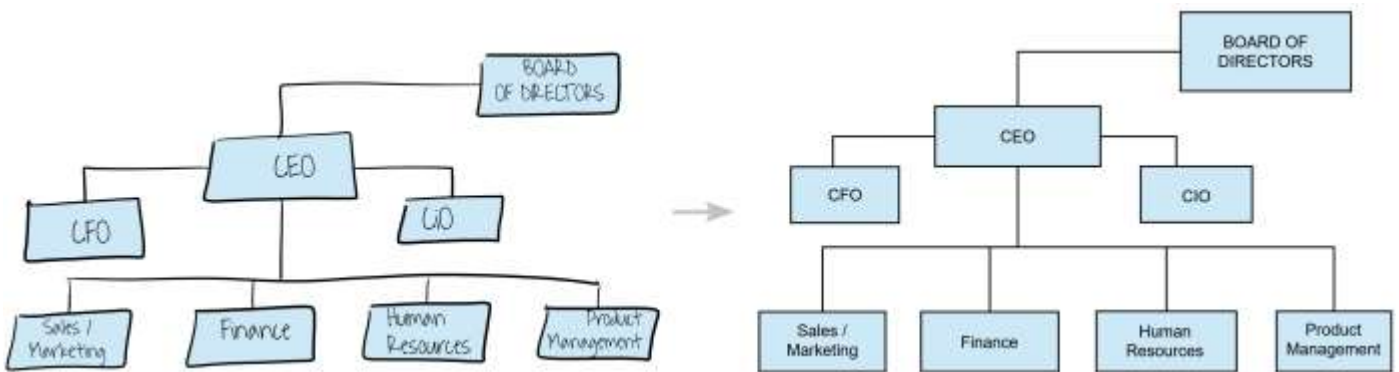 BOARD
OF DIRECTORS
CEO
CFO
CiO
Sales /
Marketing
Finance
Human
Resources
Product
Management
BOARD OF
DIRECTORS
CEO
CFO
CIO
Sales /
Marketing
Finance
Human
Resources
Product
Management